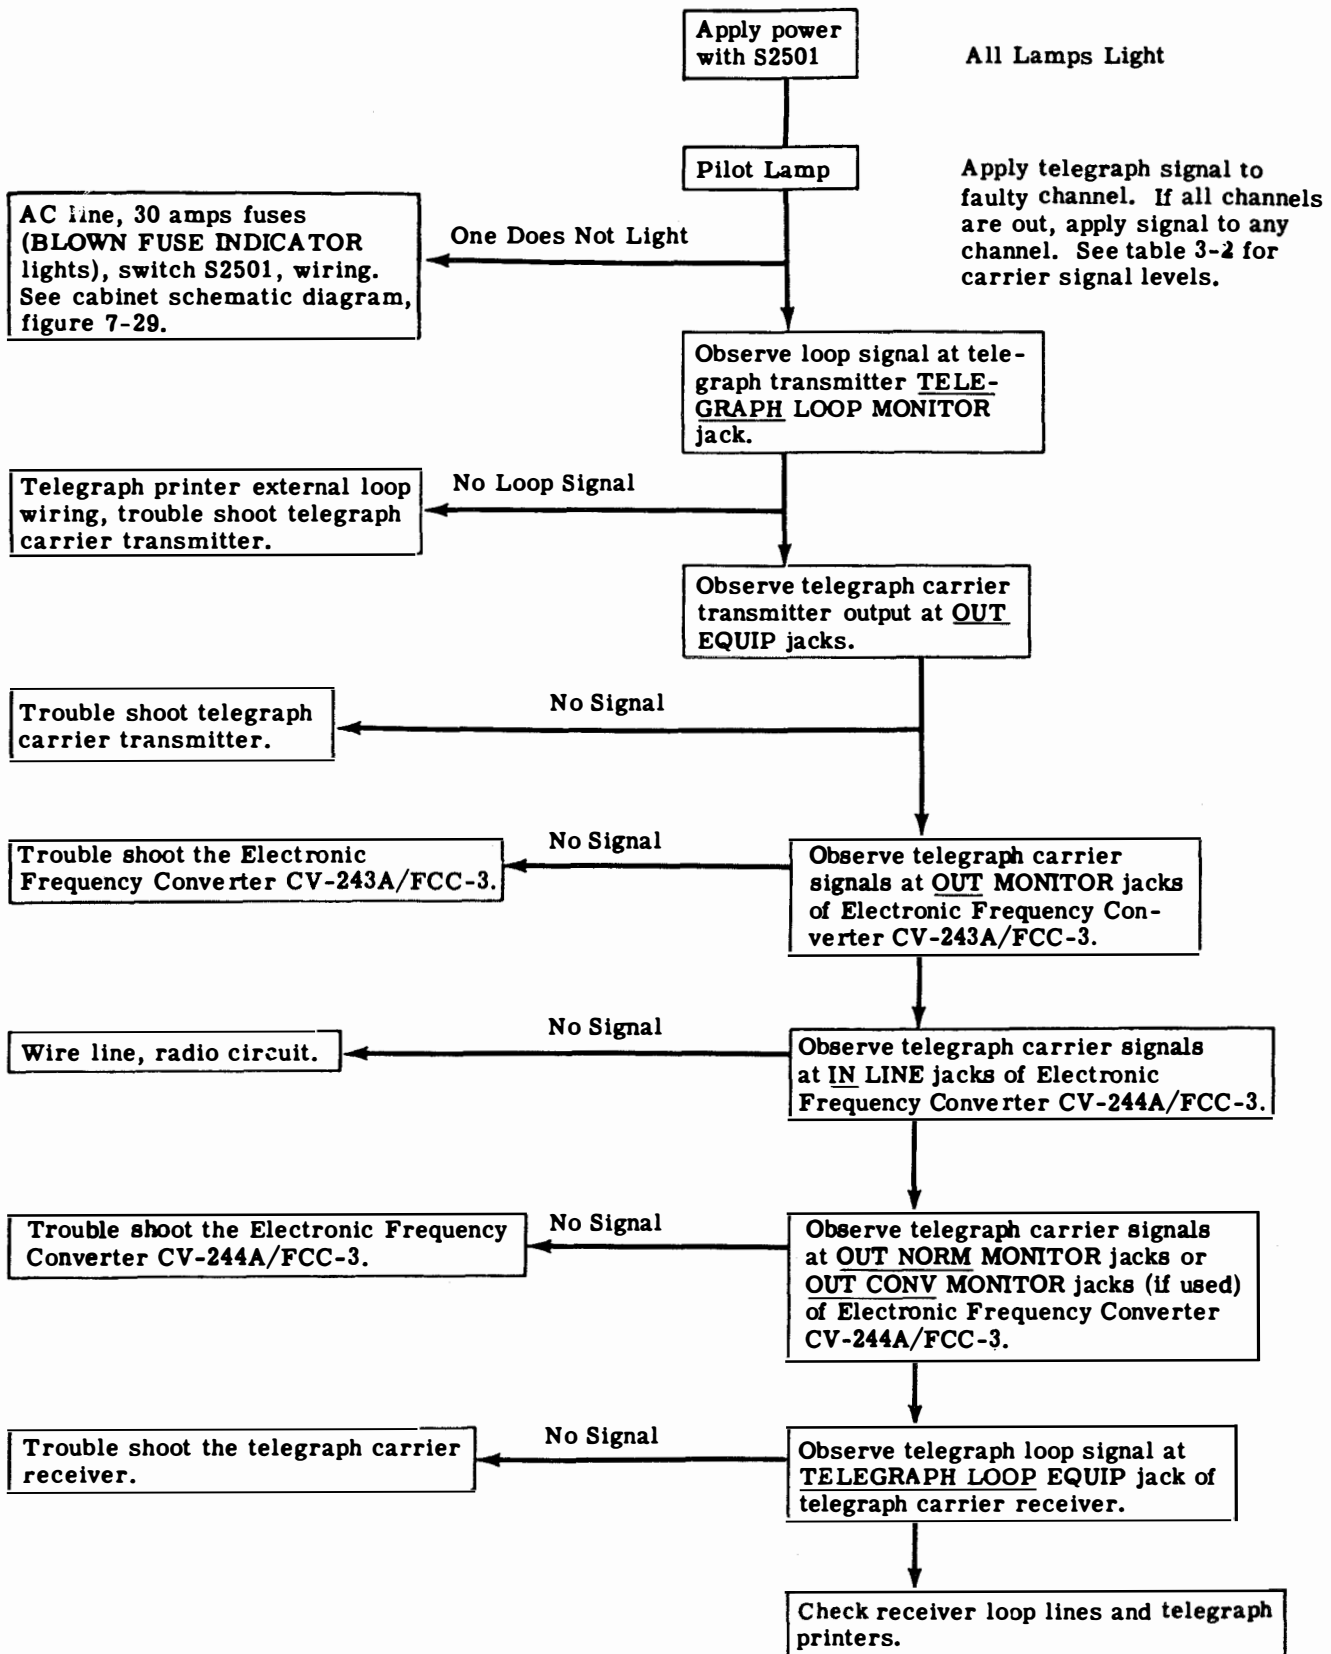 Apply power
with S2501
All Lamps Light
Pilot Lamp
Apply telegraph signal to
faulty channel. If all channels
are out, apply signal to any
channel. See table 3-2 for
carrier signal levels.
AC line, 30 amps fuses
(BLOWN FUSE INDICATOR
lights), switch S2501, wiring.
See cabinet schematic diagram,
figure 7-29.
One Does Not Light
Observe loop signal at tele-
graph transmitter TELE-
GRAPH LOOP MONITOR
jack.
Telegraph printer external loop
wiring, trouble shoot telegraph
carrier transmitter.
No Loop Signal
Observe telegraph carrier
transmitter output at OUT
EQUIP jacks.
Trouble shoot telegraph
carrier transmitter.
No Signal
Trouble shoot the Electronic
Frequency Converter CV-243A/FCC-3.
No Signal
Observe telegraph carrier
signals at OUT MONITOR jacks
of Electronic Frequency Con-
verter CV-243A/FCC-3.
Wire line, radio circuit.
No Signal
Observe telegraph carrier signals
at IN LINE jacks of Electronic
Frequency Converter CV-244A/FCC-3.
Trouble shoot the Electronic Frequency
Converter CV-244A/FCC-3.
No Signal
Observe telegraph carrier signals
at OUT NORM MONITOR jacks or
OUT CONV MONITOR jacks (if used)
of Electronic Frequency Converter
CV-244A/FCC-3.
Trouble shoot the telegraph carrier
receiver.
No Signal
Observe telegraph loop signal at
TELEGRAPH LOOP EQUIP jack of
telegraph carrier receiver.
Check receiver loop lines and telegraph
printers.